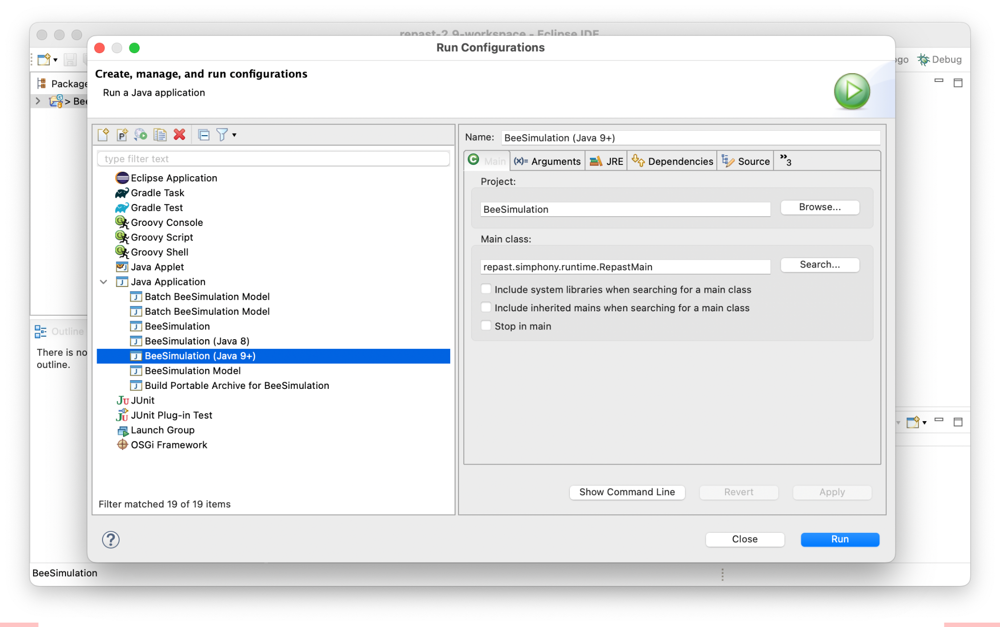 repast-2.9-workspace - Eclipse IDE
Run Configurations
Debug
Create, manage, and run configurations
Run a Java application
Package
> Bee
Name: BeeSimulation (Java 9+)
type filter text
Main (x)= Arguments JRE Dependencies Source »3
Eclipse Application
Gradle Task
Gradle Test
Groovy Console
Groovy Script
Groovy Shell
Java Applet
Java Application
Batch BeeSimulation Model
Batch BeeSimulation Model
BeeSimulation
BeeSimulation (Java 8)
BeeSimulation (Java 9+)
BeeSimulation Model
Build Portable Archive for BeeSimulation
JUnit
JUnit Plug-in Test
Launch Group
OSGi Framework
Filter matched 19 of 19 items
Project:
BeeSimulation
Browse...
Main class:
repast.simphony.runtime.RepastMain
Search...
Include system libraries when searching for a main class
Include inherited mains when searching for a main class
Stop in main
Outline
There is no
outline.
Show Command Line
Revert
Apply
?
Close
Run
BeeSimulation